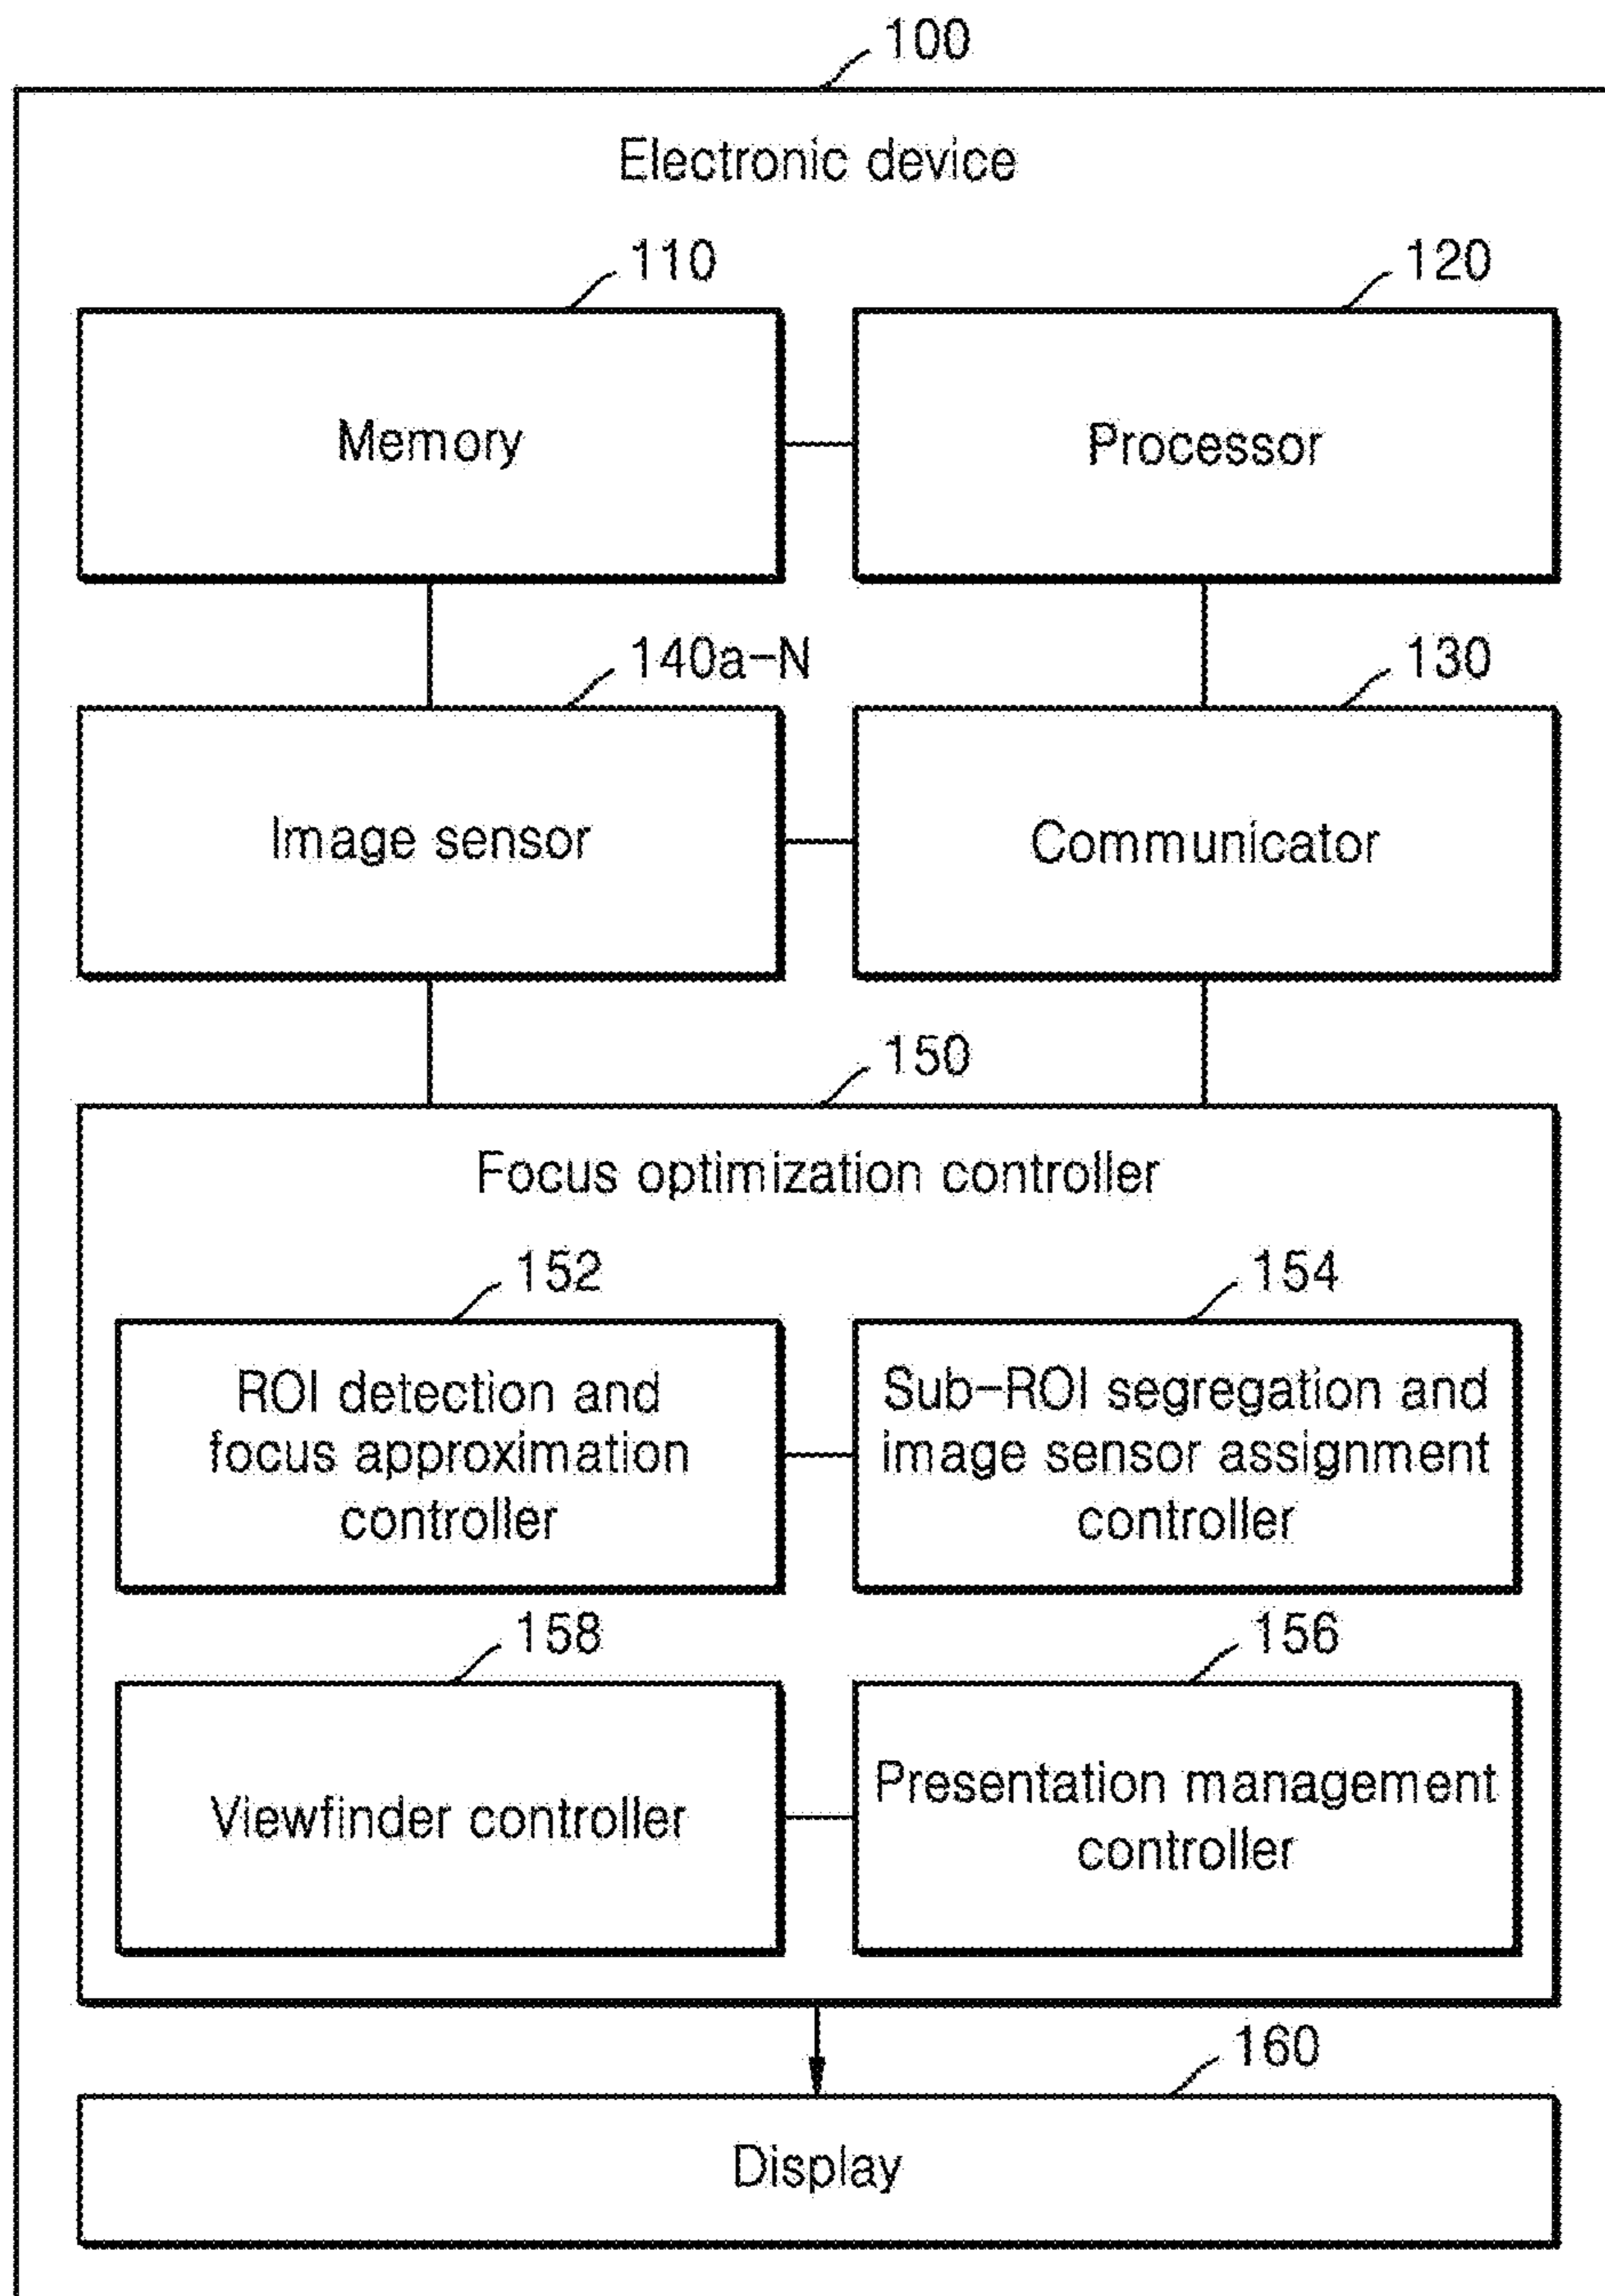 100
Electronic device
110
120
Memory
Processor
140a-N
130
Image sensor
Communicator
150
Focus optimization controller
152
154
ROI detection and
focus approximation
controller
Sub-ROI segregation and
image sensor assignment
controller
158
156
Viewfinder controller
Presentation management
controller
160
Display